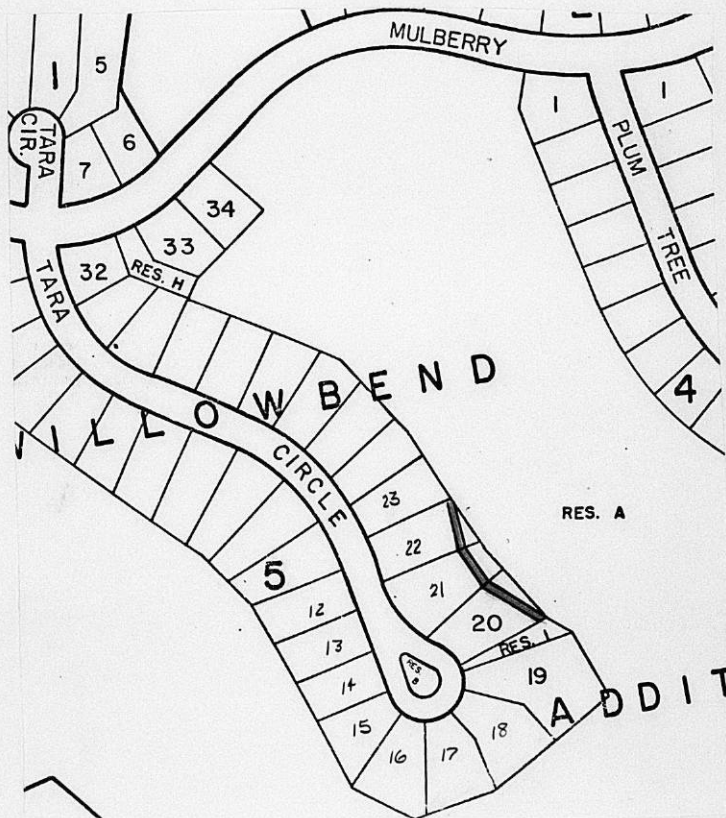 MULBERRY
1
5
TARA
CIR.
6
7
1
1
PLUM
TREE
34
33
32
RES. H
TARA
4
WILLOWBEND
CIRCLE
RES. A
23
22
21
20
5
12
13
14
15
16
17
18
19
RES. I
RES.
B
ADDIT